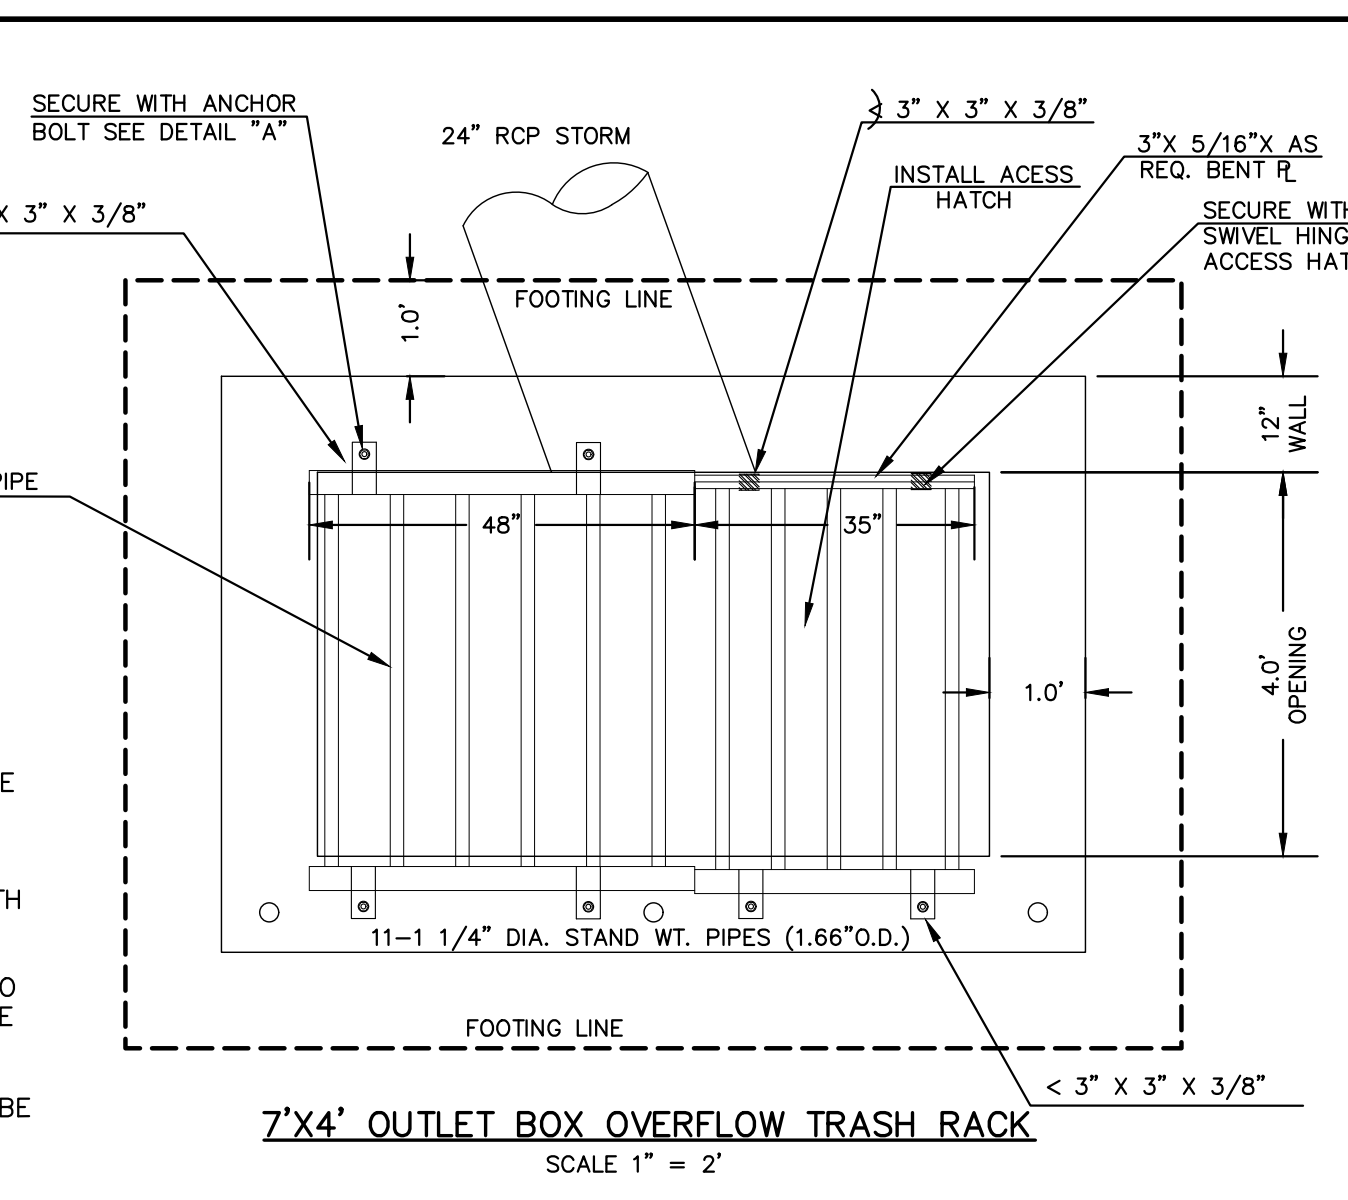 SECURE WITH ANCHOR
BOLT SEE DETAIL "A"
24" RCP STORM
< 3" X 3" X 3/8"
3"X 5/16"X AS
REQ. BENT PL
INSTALL ACESS
HATCH
X 3" X 3/8"
SECURE WITH
SWIVEL HING
ACCESS HAT
FOOTING LINE
1.0'
12"
WALL
PIPE
48"
35"
4.0'
OPENING
1.0'
E
TH
11-1 1/4" DIA. STAND WT. PIPES (1.66"O.D.)
O
E
FOOTING LINE
BE
< 3" X 3" X 3/8"
7'X4' OUTLET BOX OVERFLOW TRASH RACK
SCALE 1" = 2'